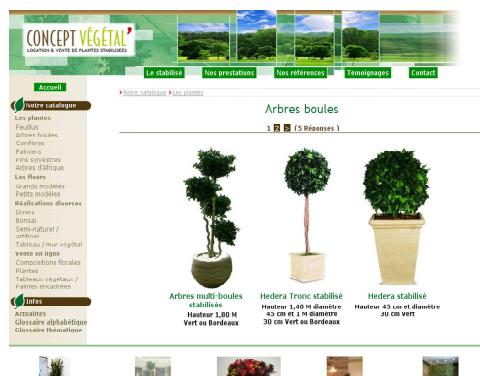 CONCEPT VÉGÉTAL'
LOCATION & VENTE DE PLANTES STABILISÉES
Le stabilisé
Nos prestations
Nos références
Témoignages
Contact
Accueil
Notre catalogue
Les plantes
Feuillus
Arbres boules
Conifères
Palmiers
Pins sylvestres
Arbres d'Afrique
Les fleurs
Grands modèles
Petits modèles
Réalisations diverses
Divers
Bonsaï
Semi-naturel /
artificiel
Tableau / mur végétal
Vente en ligne
Compositions florales
Plantes
Tableaux végétaux /
Palmes encadrées
Infos
Actualités
Glossaire alphabétique
Glossaire thématique
Notre catalogue Les plantes
Arbres boules
1 2 > (5 Réponses )
Arbres multi-boules
stabilisés
Hauteur 1,80 M
Vert ou Bordeaux
Hedera Tronc stabilisé
Hauteur 1,40 M diamètre
45 cm et 1 M diamètre
30 cm Vert ou Bordeaux
Hedera stabilisé
Hauteur 45 cm et diamètre
30 cm Vert